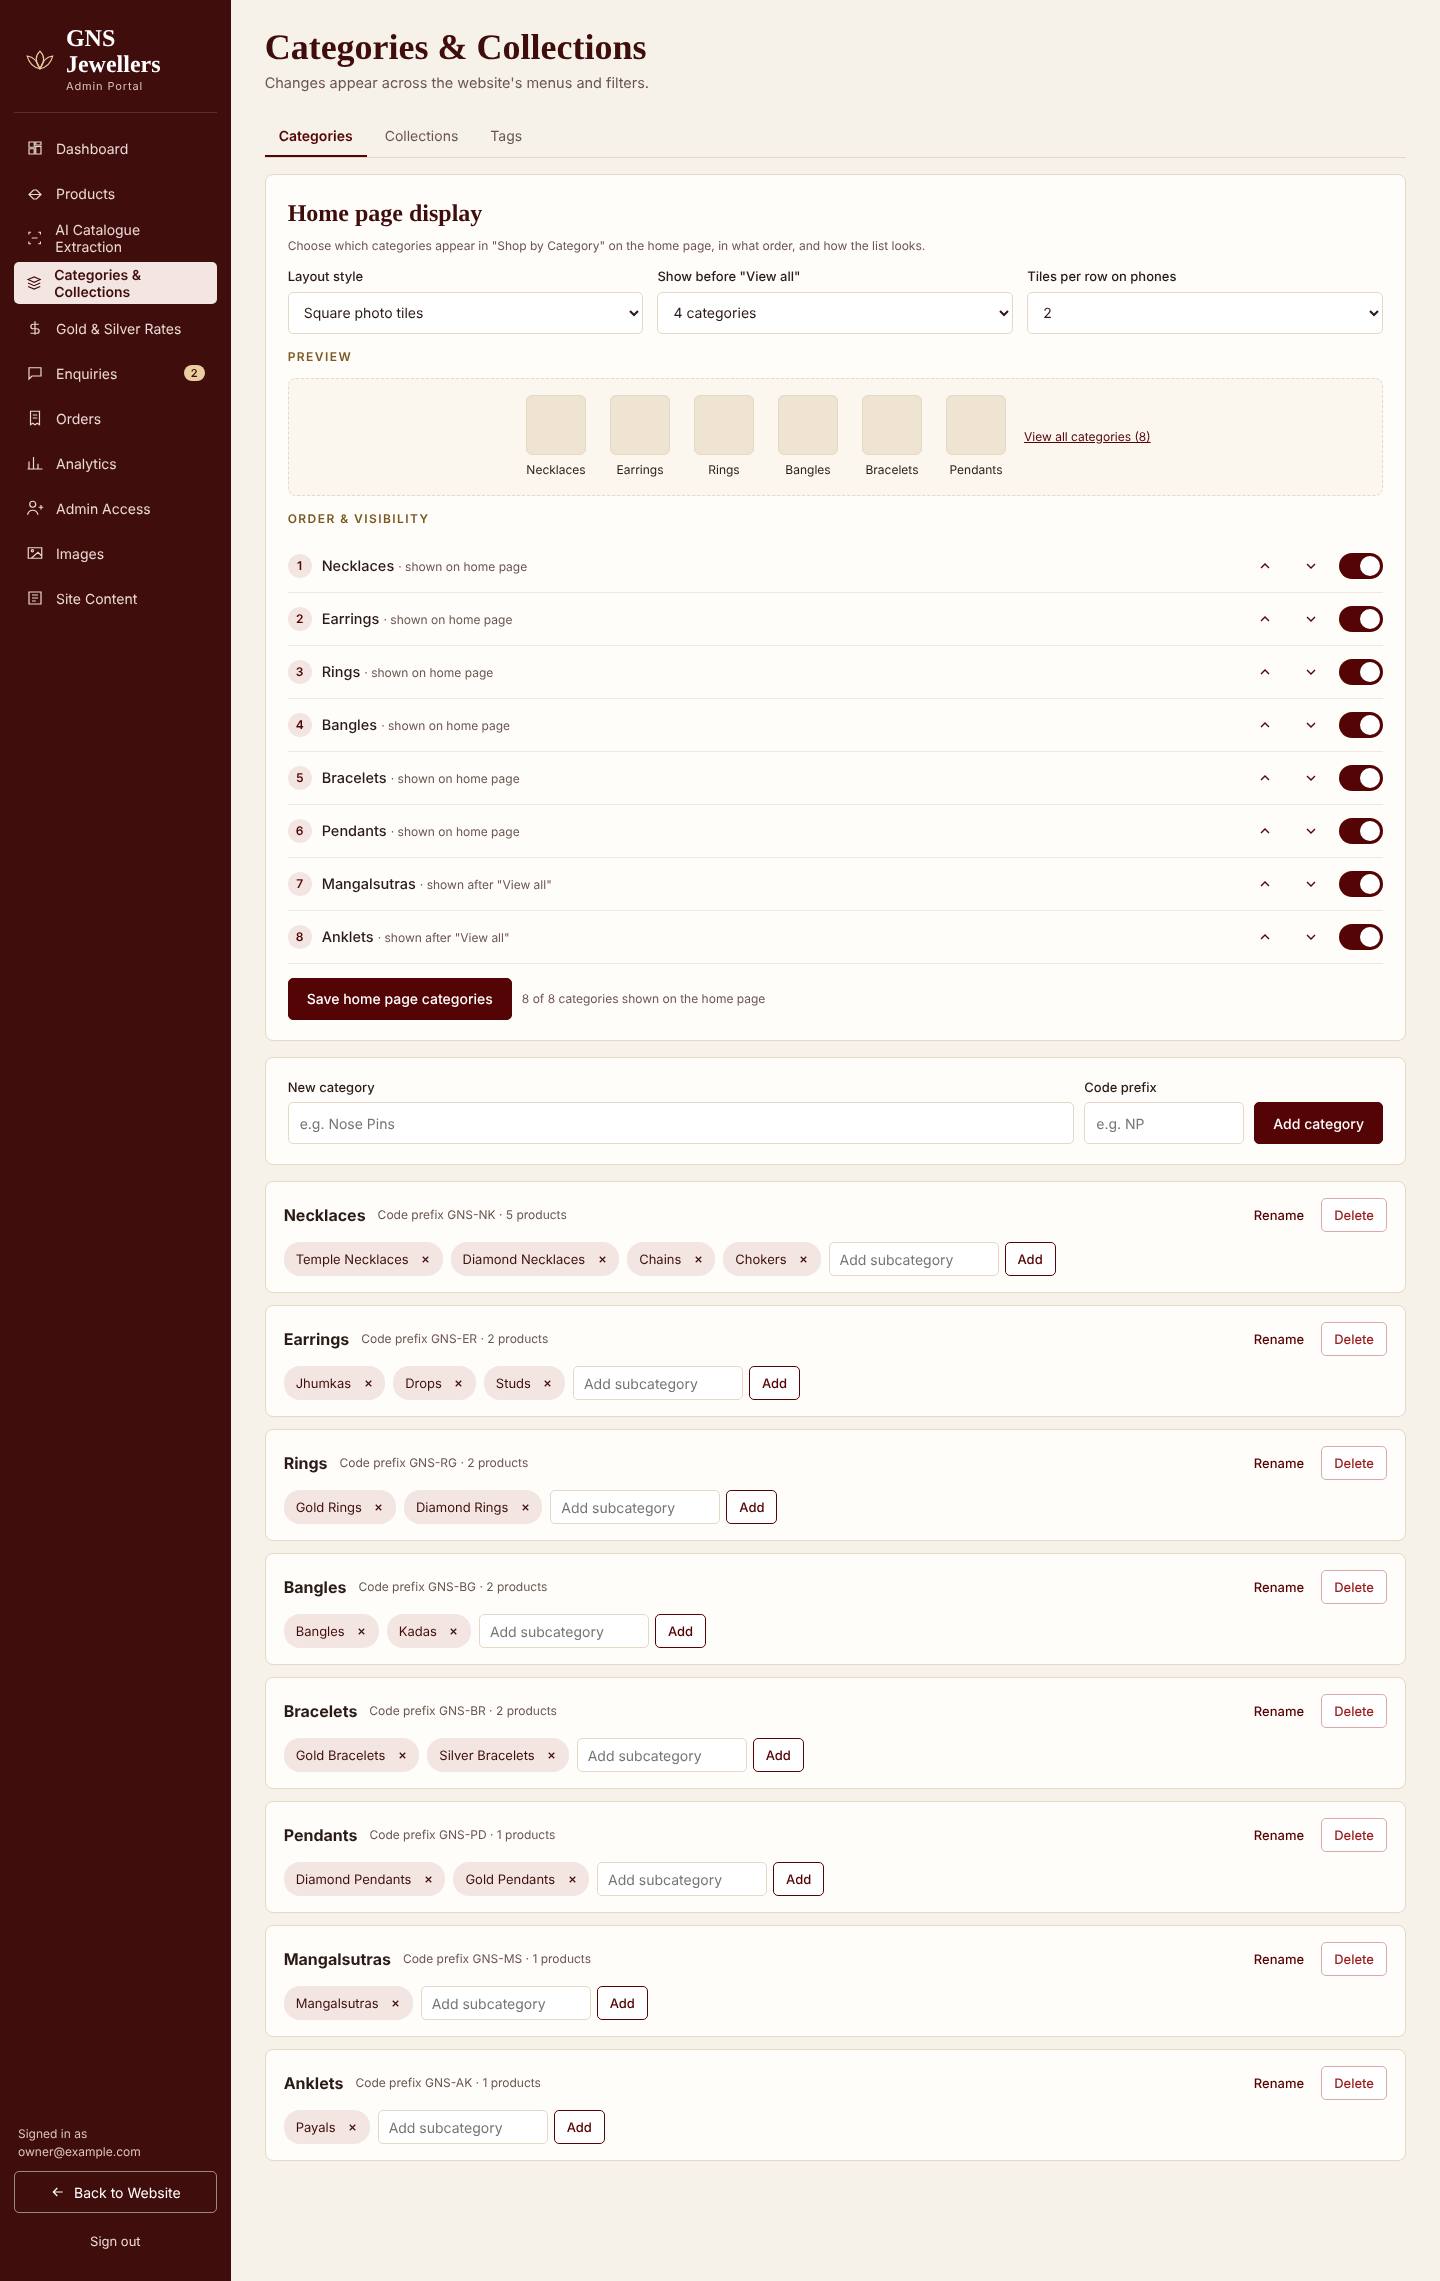 GNS
Jewellers
Admin Portal
Dashboard
Products
AI Catalogue
Extraction
Categories &
Collections
Gold & Silver Rates
Enquiries 2
Orders
Analytics
Admin Access
Images
Site Content
Signed in as
owner@example.com
← Back to Website
Sign out
Categories & Collections
Changes appear across the website's menus and filters.
Categories Collections Tags
Home page display
Choose which categories appear in "Shop by Category" on the home page, in what order, and how the list looks.
Layout style Show before "View all" Tiles per row on phones
Square photo tiles 4 categories 2
PREVIEW
Necklaces Earrings Rings Bangles Bracelets Pendants View all categories (8)
ORDER & VISIBILITY
1 Necklaces · shown on home page
2 Earrings · shown on home page
3 Rings · shown on home page
4 Bangles · shown on home page
5 Bracelets · shown on home page
6 Pendants · shown on home page
7 Mangalsutras · shown after "View all"
8 Anklets · shown after "View all"
Save home page categories 8 of 8 categories shown on the home page
New category Code prefix
e.g. Nose Pins e.g. NP Add category
Necklaces Code prefix GNS-NK · 5 products Rename Delete
Temple Necklaces × Diamond Necklaces × Chains × Chokers × Add subcategory Add
Earrings Code prefix GNS-ER · 2 products Rename Delete
Jhumkas × Drops × Studs × Add subcategory Add
Rings Code prefix GNS-RG · 2 products Rename Delete
Gold Rings × Diamond Rings × Add subcategory Add
Bangles Code prefix GNS-BG · 2 products Rename Delete
Bangles × Kadas × Add subcategory Add
Bracelets Code prefix GNS-BR · 2 products Rename Delete
Gold Bracelets × Silver Bracelets × Add subcategory Add
Pendants Code prefix GNS-PD · 1 products Rename Delete
Diamond Pendants × Gold Pendants × Add subcategory Add
Mangalsutras Code prefix GNS-MS · 1 products Rename Delete
Mangalsutras × Add subcategory Add
Anklets Code prefix GNS-AK · 1 products Rename Delete
Payals × Add subcategory Add